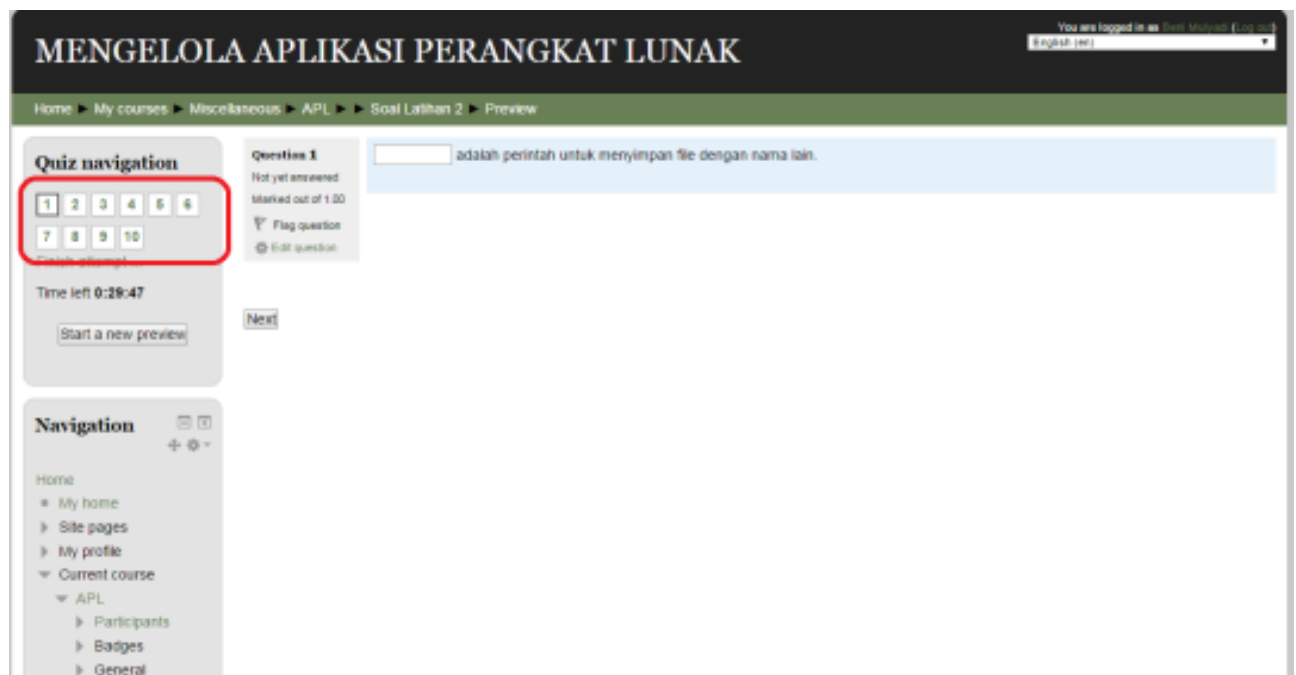 MENGELOLA APLIKASI PERANGKAT LUNAK
You are logged in as Deni Mulyadi (Log out)
English (en)
Home ► My courses ► Miscellaneous ► APL ► ► Soal Latihan 2 ► Preview
Quiz navigation
1 2 3 4 5 6
7 8 9 10
Finish attempt ...
Time left 0:29:47
Start a new preview
Question 1
Not yet answered
Marked out of 1.00
Flag question
Edit question
adalah perintah untuk menyimpan file dengan nama lain.
Next
Navigation
Home
My home
Site pages
My profile
Current course
APL
Participants
Badges
General